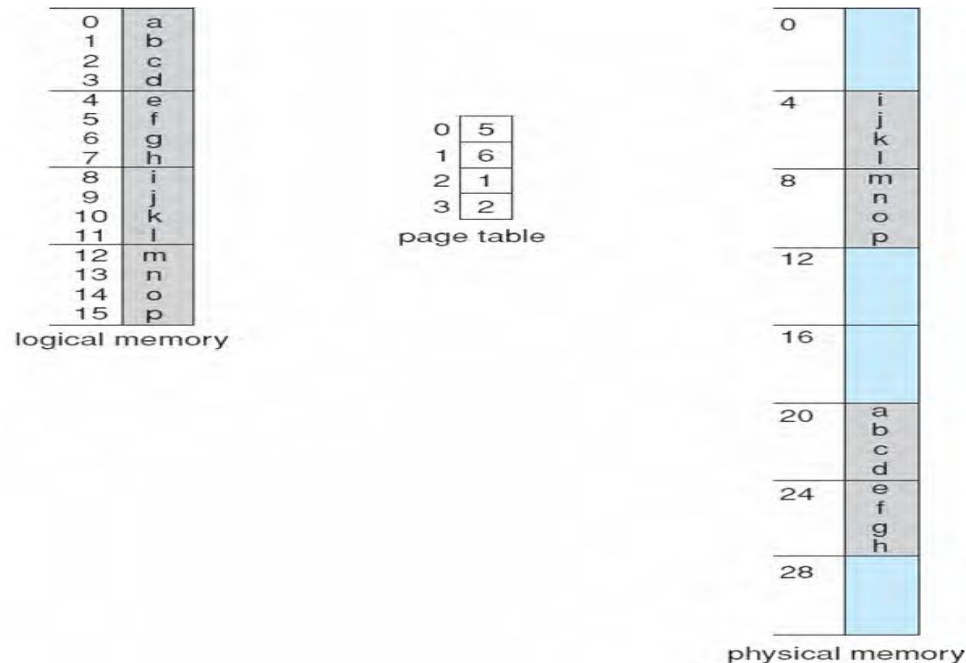 0 a
1 b
2 c
3 d
4 e
5 f
6 g
7 h
8 i
9 j
10 k
11 l
12 m
13 n
14 o
15 p
logical memory
0 5
1 6
2 1
3 2
page table
0
4 i
j
k
l
8 m
n
o
p
12
16
20 a
b
c
d
24 e
f
g
h
28
physical memory